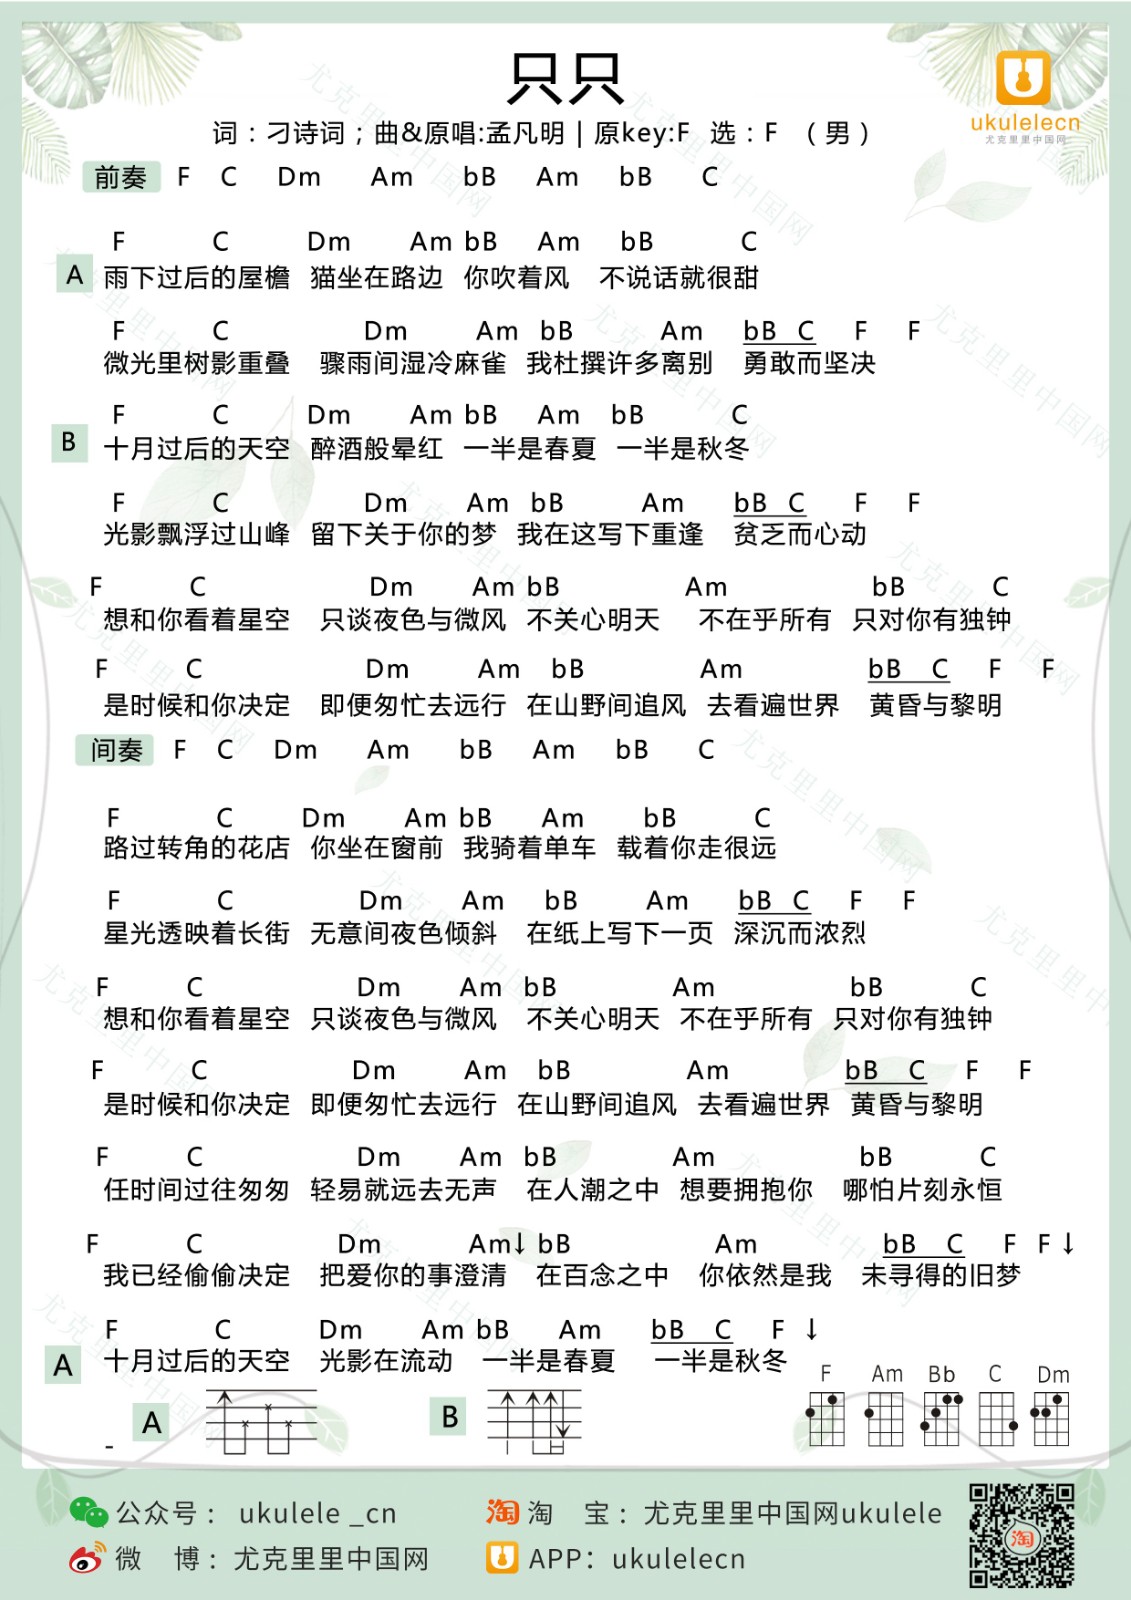 只只
词：刁诗词；曲&原唱:孟凡明 | 原key:F 选：F （男）
ukulelecn
尤克里里中国网
前奏 F C Dm Am bB Am bB C
F C Dm Am bB Am bB C
A 雨下过后的屋檐 猫坐在路边 你吹着风 不说话就很甜
F C Dm Am bB Am bB C F F
微光里树影重叠 骤雨间湿冷麻雀 我杜撰许多离别 勇敢而坚决
F C Dm Am bB Am bB C
B 十月过后的天空 醉酒般晕红 一半是春夏 一半是秋冬
F C Dm Am bB Am bB C F F
光影飘浮过山峰 留下关于你的梦 我在这写下重逢 贫乏而心动
F C Dm Am bB Am bB C
想和你看着星空 只谈夜色与微风 不关心明天 不在乎所有 只对你有独钟
F C Dm Am bB Am bB C F F
是时候和你决定 即便匆忙去远行 在山野间追风 去看遍世界 黄昏与黎明
间奏 F C Dm Am bB Am bB C
F C Dm Am bB Am bB C
路过转角的花店 你坐在窗前 我骑着单车 载着你走很远
F C Dm Am bB Am bB C F F
星光透映着长街 无意间夜色倾斜 在纸上写下一页 深沉而浓烈
F C Dm Am bB Am bB C
想和你看着星空 只谈夜色与微风 不关心明天 不在乎所有 只对你有独钟
F C Dm Am bB Am bB C F F
是时候和你决定 即便匆忙去远行 在山野间追风 去看遍世界 黄昏与黎明
F C Dm Am bB Am bB C
任时间过往匆匆 轻易就远去无声 在人潮之中 想要拥抱你 哪怕片刻永恒
F C Dm Am↓ bB Am bB C F F ↓
我已经偷偷决定 把爱你的事澄清 在百念之中 你依然是我 未寻得的旧梦
F C Dm Am bB Am bB C F ↓
A 十月过后的天空 光影在流动 一半是春夏 一半是秋冬
F Am Bb C Dm
- A B
公众号： ukulele _cn 淘 淘 宝：尤克里里中国网ukulele
微 博：尤克里里中国网 APP：ukulelecn
淘